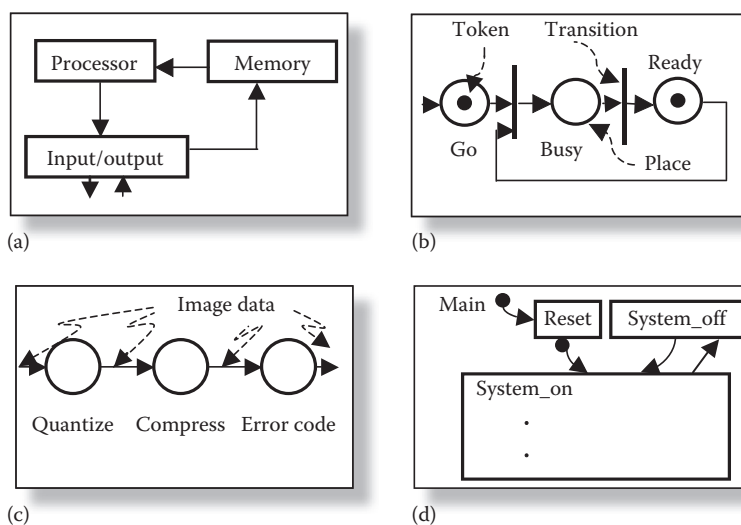 Processor
Memory
Input/output
(a)
Token
Transition
Ready
Go
Busy
Place
(b)
Image data
Quantize
Compress
Error code
(c)
Main
Reset
System_off
System_on
(d)